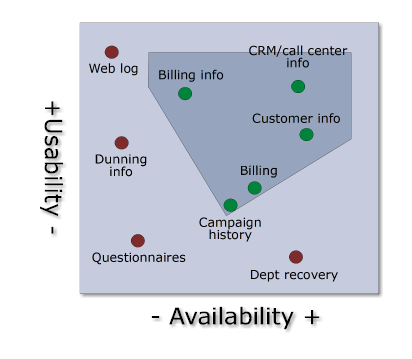 CRM/call center
info
Web log
Billing info
Customer info
Dunning
info
Billing
Campaign
history
Questionnaires
Dept recovery
- Usability +
- Availability +